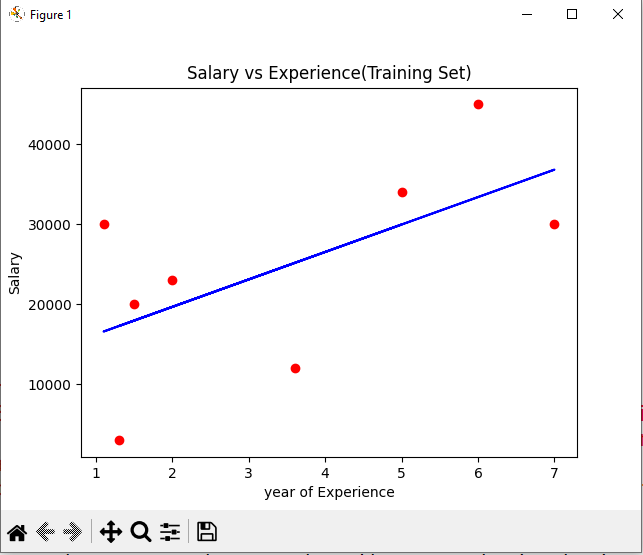 Figure 1
Salary vs Experience(Training Set)
40000
30000
20000
10000
Salary
1 2 3 4 5 6 7
year of Experience